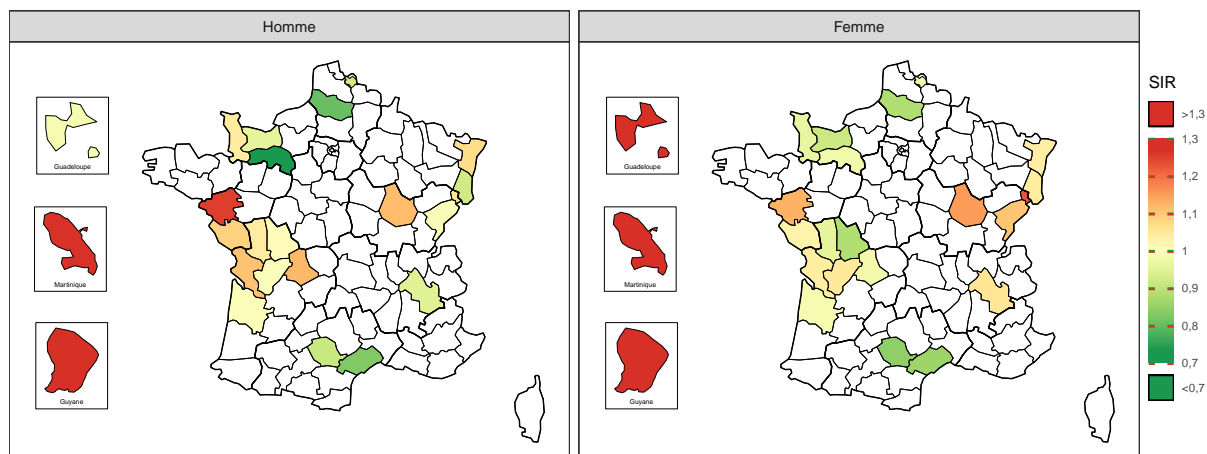 Homme
Femme
Guadeloupe
Martinique
Guyane
Guadeloupe
Martinique
Guyane
SIR
>1,3
1,3
1,2
1,1
1
0,9
0,8
0,7
<0,7